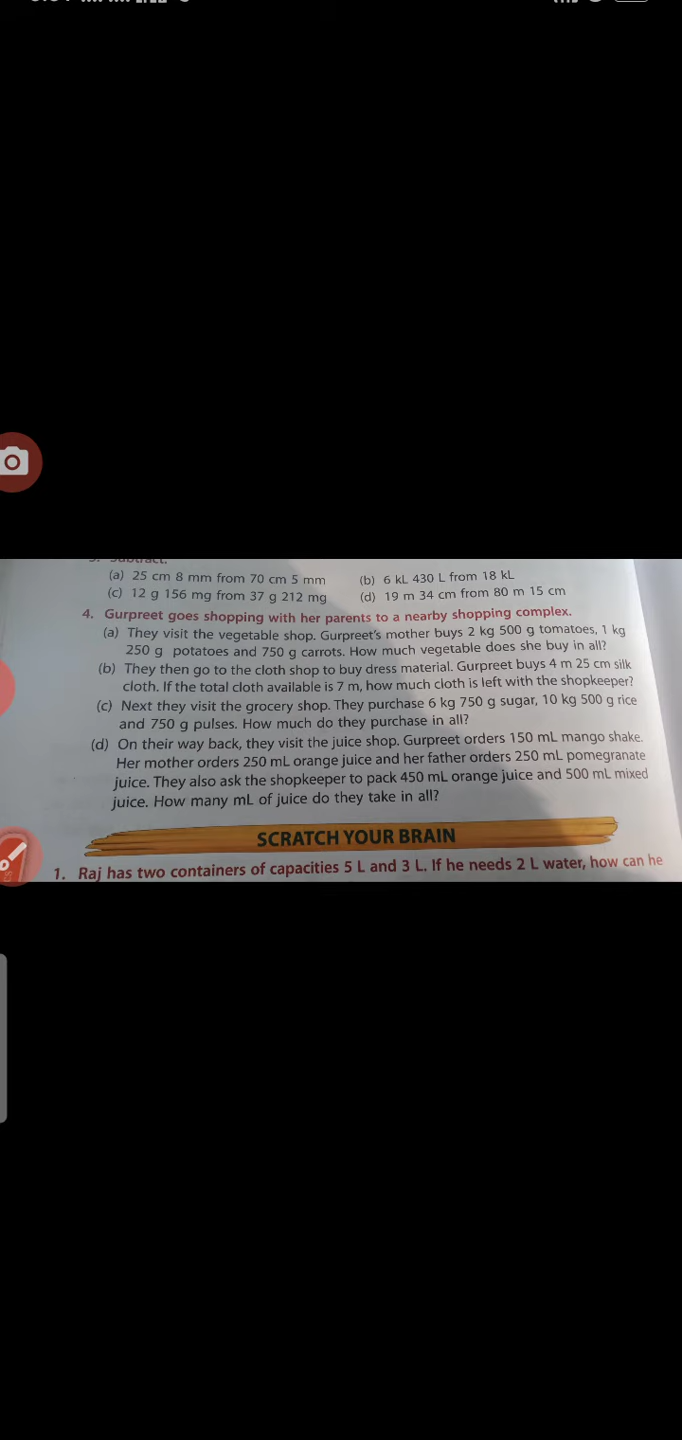 3. Subtract.
(a) 25 cm 8 mm from 70 cm 5 mm (b) 6 kL 430 L from 18 kL
(c) 12 g 156 mg from 37 g 212 mg (d) 19 m 34 cm from 80 m 15 cm
4. Gurpreet goes shopping with her parents to a nearby shopping complex.
(a) They visit the vegetable shop. Gurpreet's mother buys 2 kg 500 g tomatoes, 1 kg
250 g potatoes and 750 g carrots. How much vegetable does she buy in all?
(b) They then go to the cloth shop to buy dress material. Gurpreet buys 4 m 25 cm silk
cloth. If the total cloth available is 7 m, how much cloth is left with the shopkeeper?
(c) Next they visit the grocery shop. They purchase 6 kg 750 g sugar, 10 kg 500 g rice
and 750 g pulses. How much do they purchase in all?
(d) On their way back, they visit the juice shop. Gurpreet orders 150 mL mango shake.
Her mother orders 250 mL orange juice and her father orders 250 mL pomegranate
juice. They also ask the shopkeeper to pack 450 mL orange juice and 500 mL mixed
juice. How many mL of juice do they take in all?
SCRATCH YOUR BRAIN
1. Raj has two containers of capacities 5 L and 3 L. If he needs 2 L water, how can he